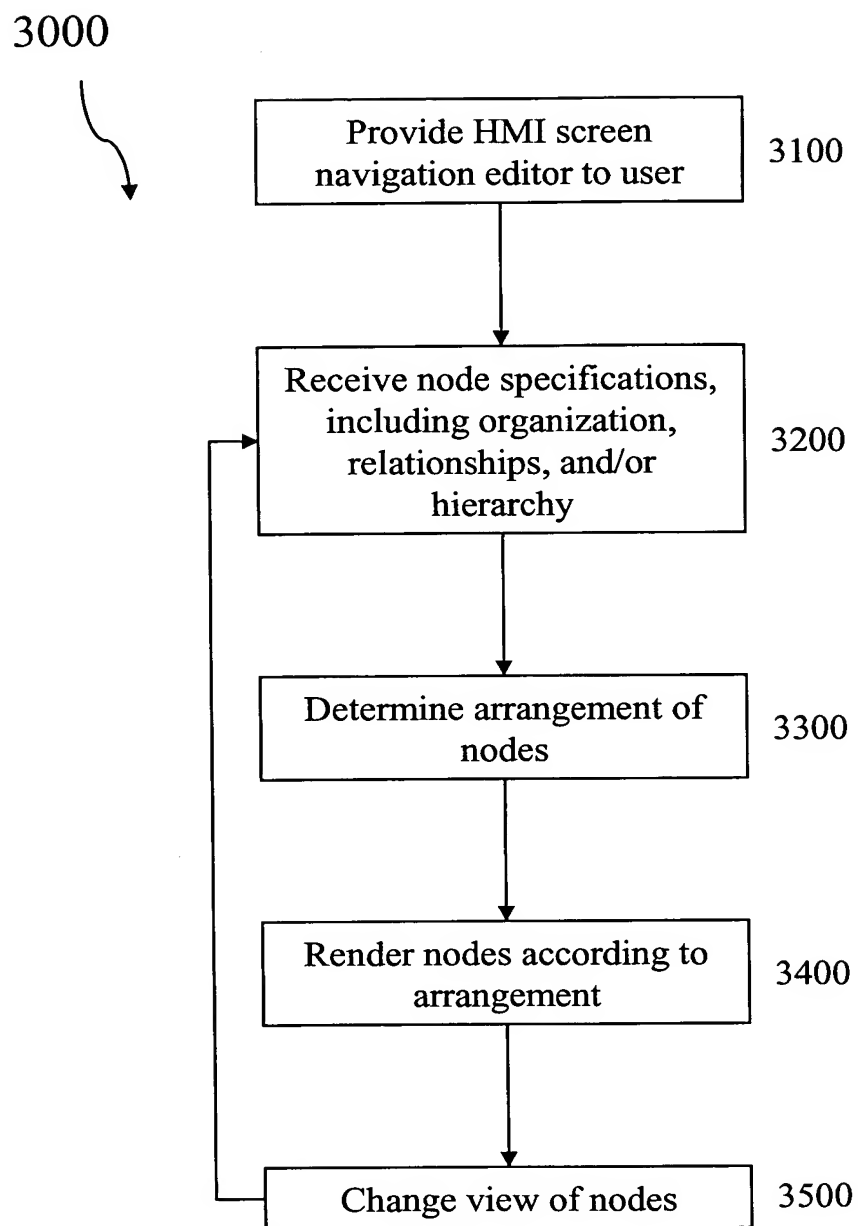 3000
Provide HMI screen
navigation editor to user
3100
Receive node specifications,
including organization,
relationships, and/or
hierarchy
3200
Determine arrangement of
nodes
3300
Render nodes according to
arrangement
3400
Change view of nodes
3500